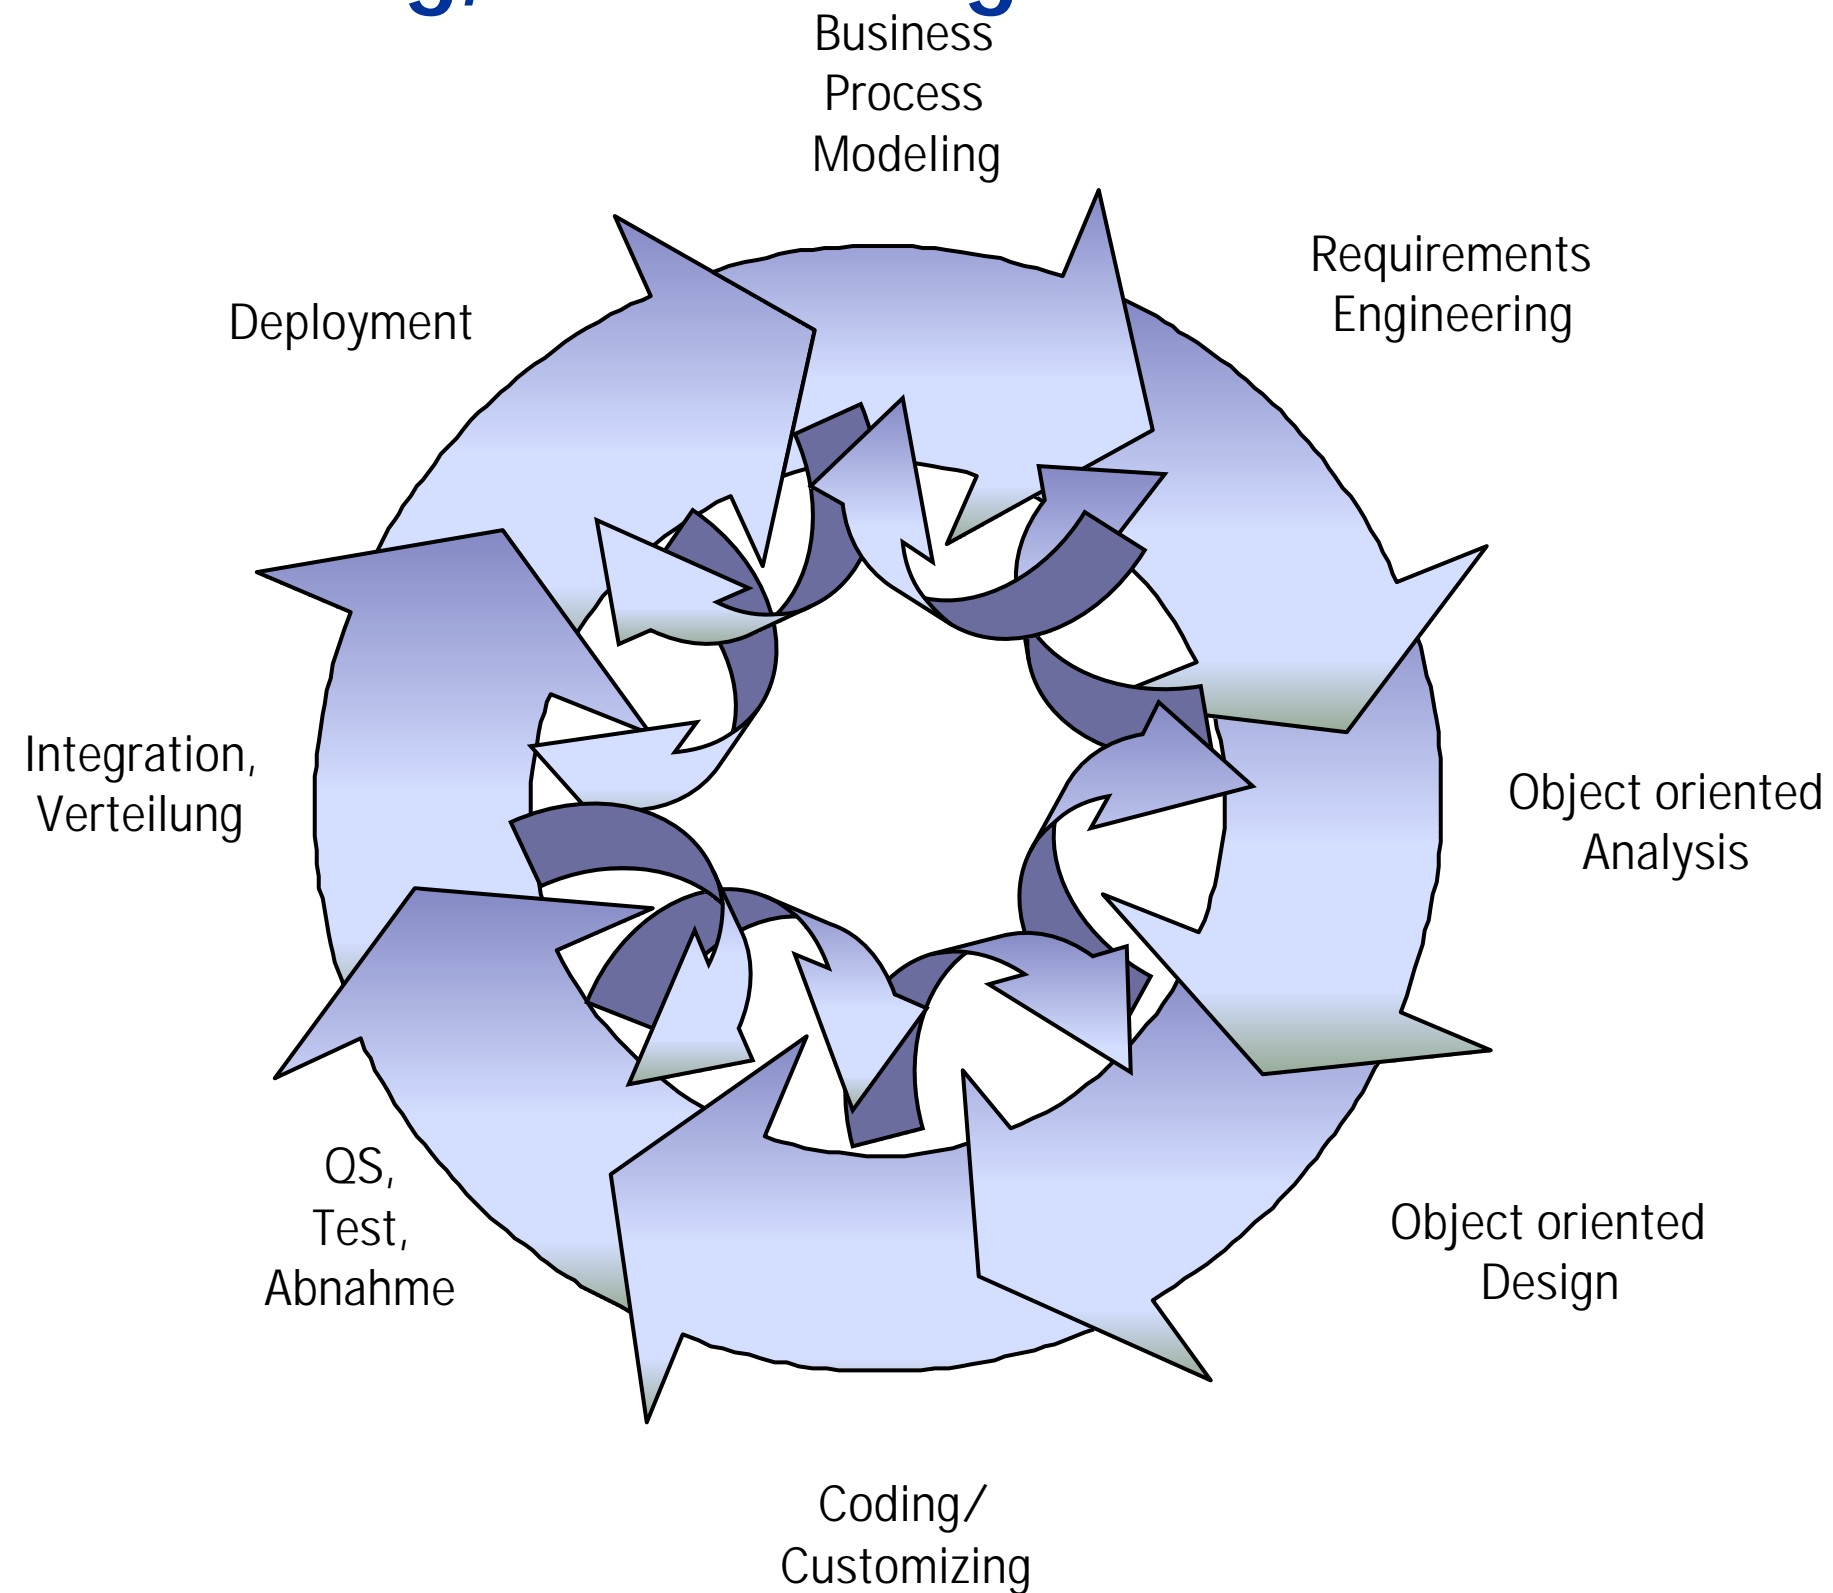 Business
Process
Modeling
Requirements
Engineering
Deployment
Integration,
Verteilung
Object oriented
Analysis
QS,
Test,
Abnahme
Object oriented
Design
Coding/
Customizing